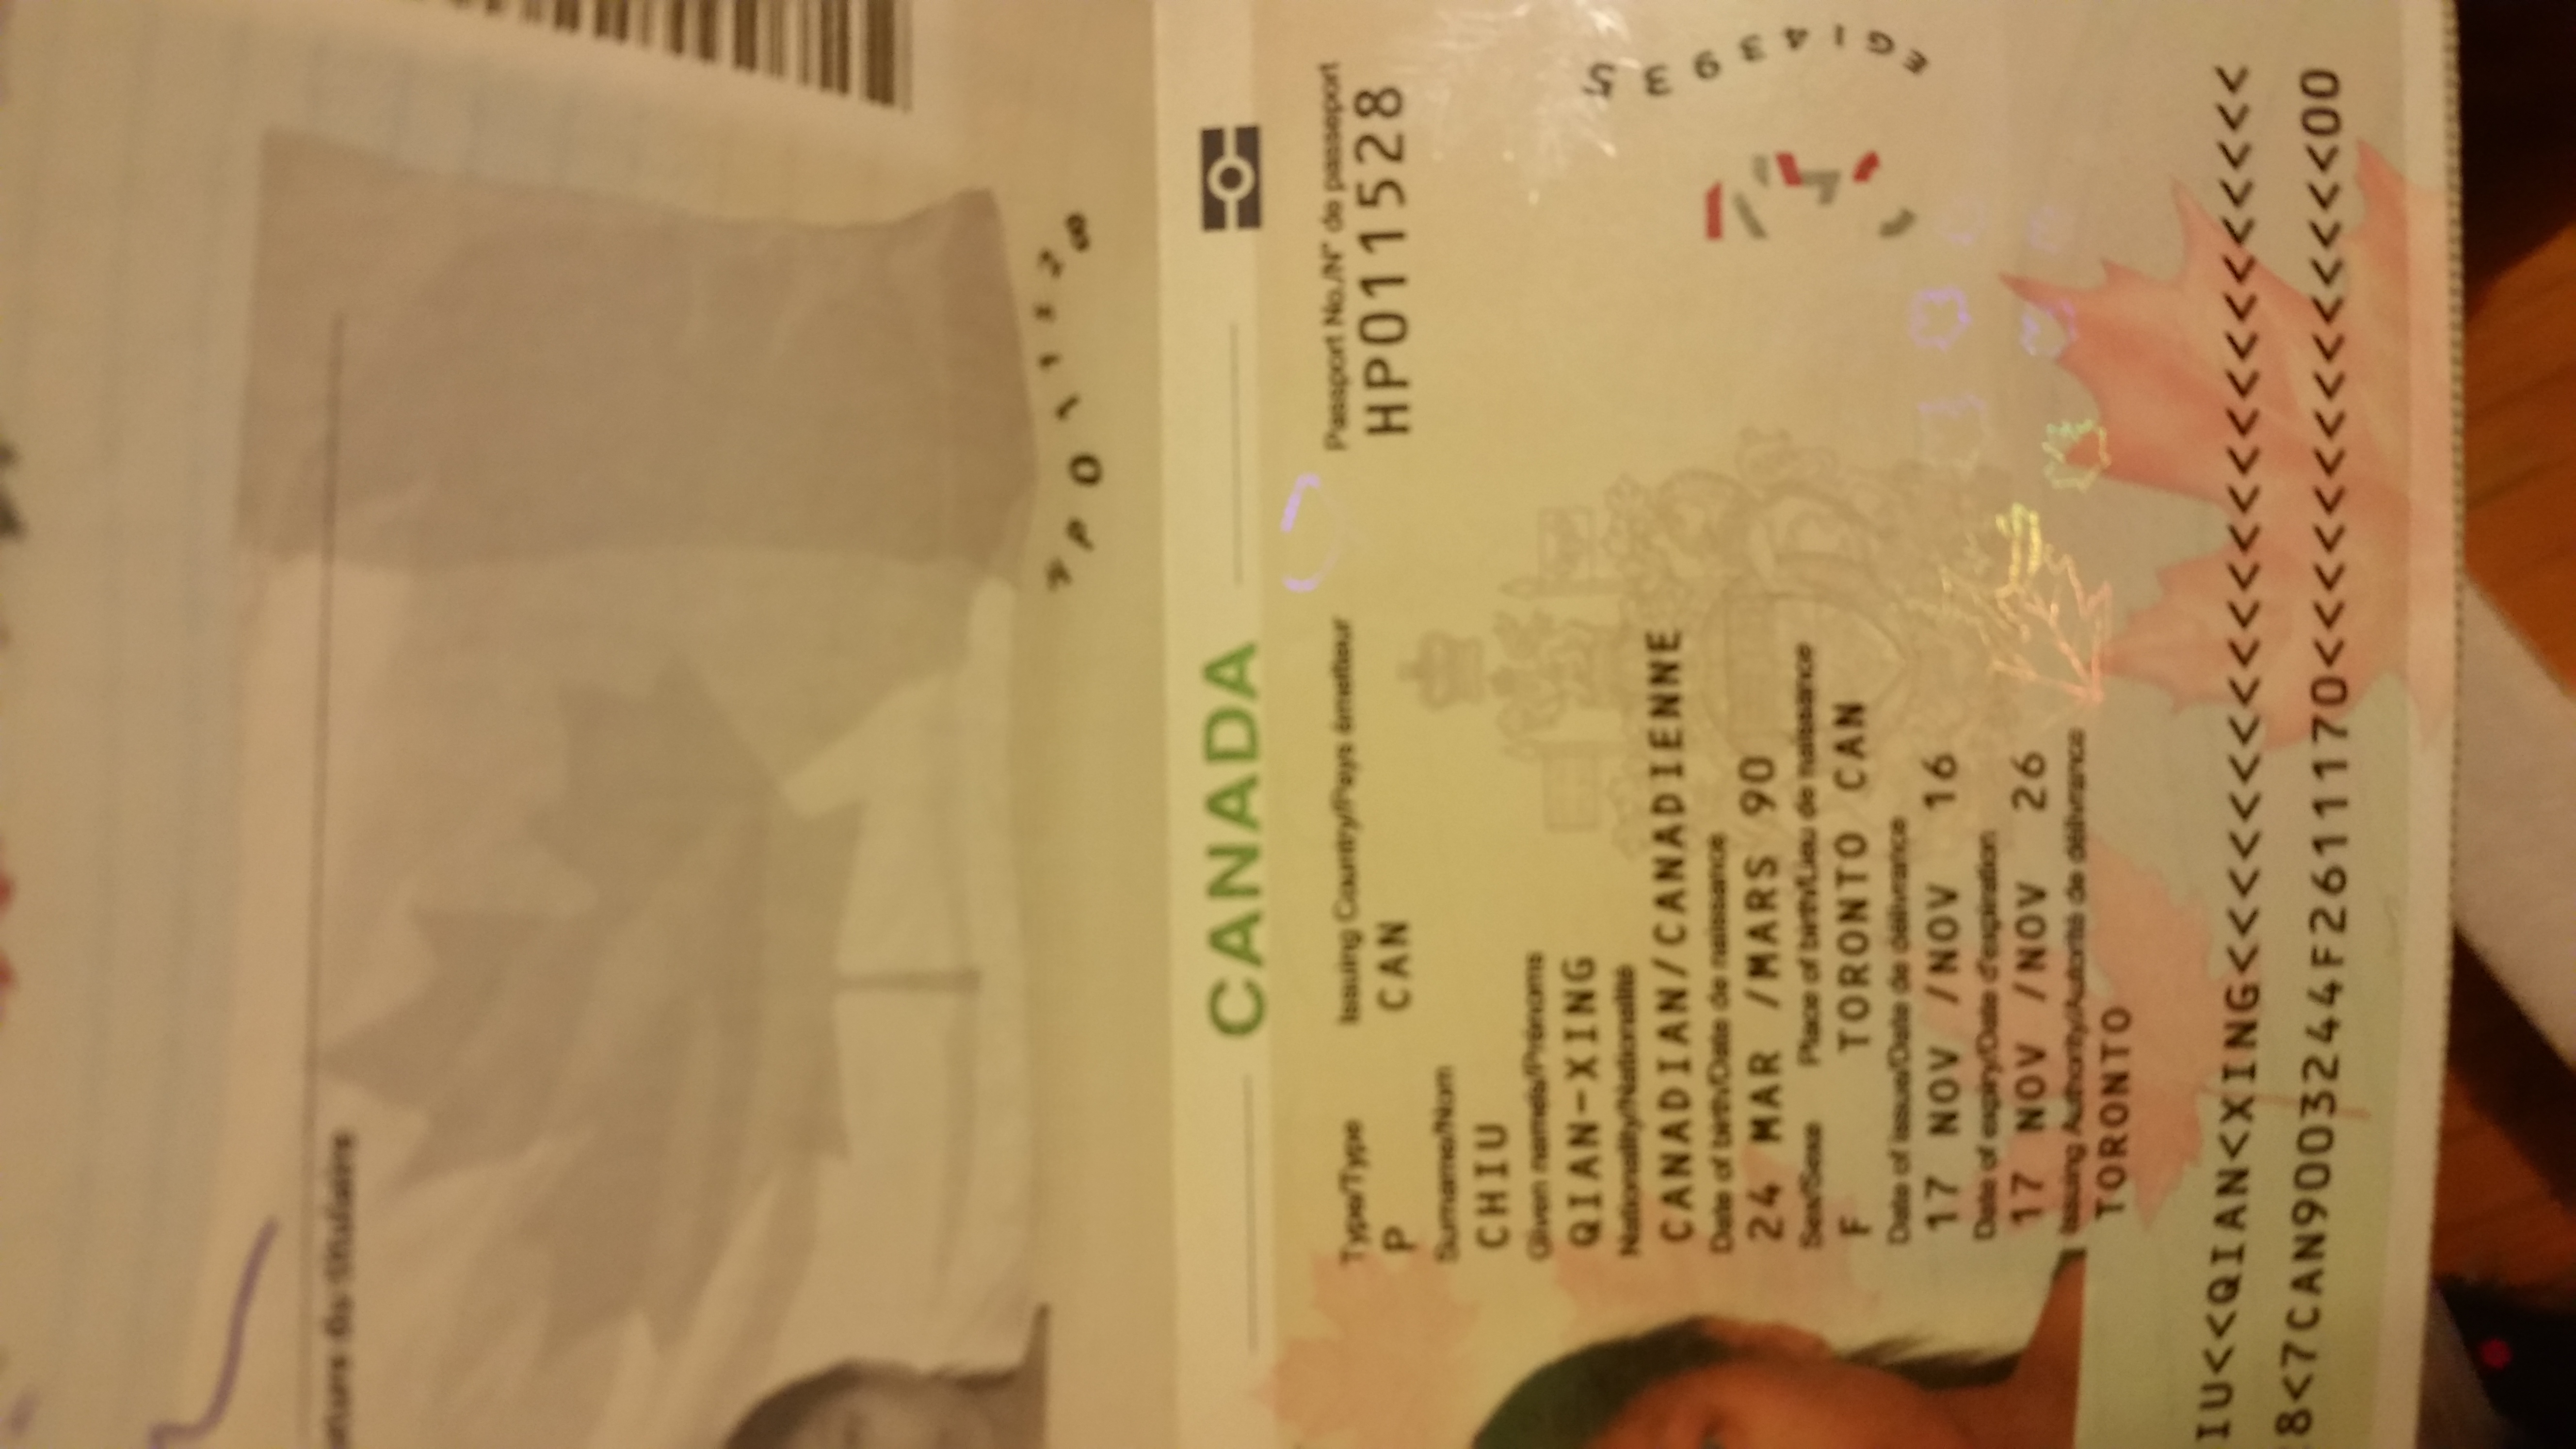 ature du titulaire
HP011528
CANADA
Type/Type Issuing Country/Pays émetteur Passport No./N° de passeport
P CAN HP011528
Surname/Nom
CHIU
Given names/Prénoms
QIAN-XING
Nationality/Nationalité
CANADIAN/CANADIENNE
Date of birth/Date de naissance
24 MAR /MARS 90
Sex/Sexe Place of birth/Lieu de naissance
F TORONTO CAN
Date of issue/Date de délivrance
17 NOV /NOV 16
Date of expiry/Date d'expiration
17 NOV /NOV 26
Issuing Authority/Autorité de délivrance
TORONTO
EG143935
IU<<QIAN<XING<<<<<<<<<<<<<<<<<<<<<<<<<<
8<7CAN9003244F2611170<<<<<<<<<<<<<<00